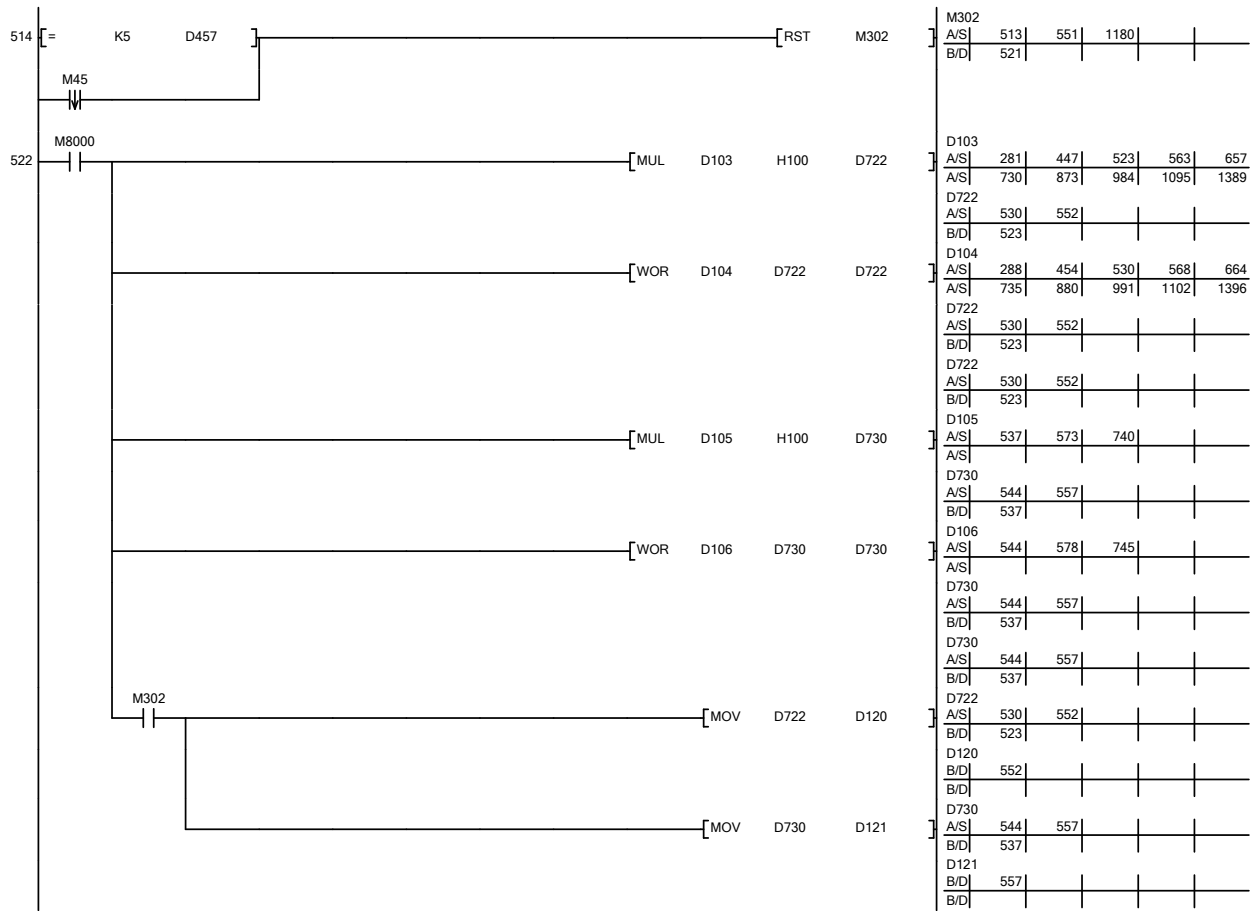 M302
514 [= K5 D457 ] [RST M302 ] A/S 513 551 1180
B/D 521
M45
M8000
D103
522 [MUL D103 H100 D722 ] A/S 281 447 523 563 657
A/S 730 873 984 1095 1389
D722
A/S 530 552
B/D 523
D104
[WOR D104 D722 D722 ] A/S 288 454 530 568 664
A/S 735 880 991 1102 1396
D722
A/S 530 552
B/D 523
D722
A/S 530 552
B/D 523
D105
[MUL D105 H100 D730 ] A/S 537 573 740
A/S
D730
A/S 544 557
B/D 537
D106
[WOR D106 D730 D730 ] A/S 544 578 745
A/S
D730
A/S 544 557
B/D 537
D730
A/S 544 557
B/D 537
M302
D722
[MOV D722 D120 ] A/S 530 552
B/D 523
D120
B/D 552
B/D
D730
[MOV D730 D121 ] A/S 544 557
B/D 537
D121
B/D 557
B/D